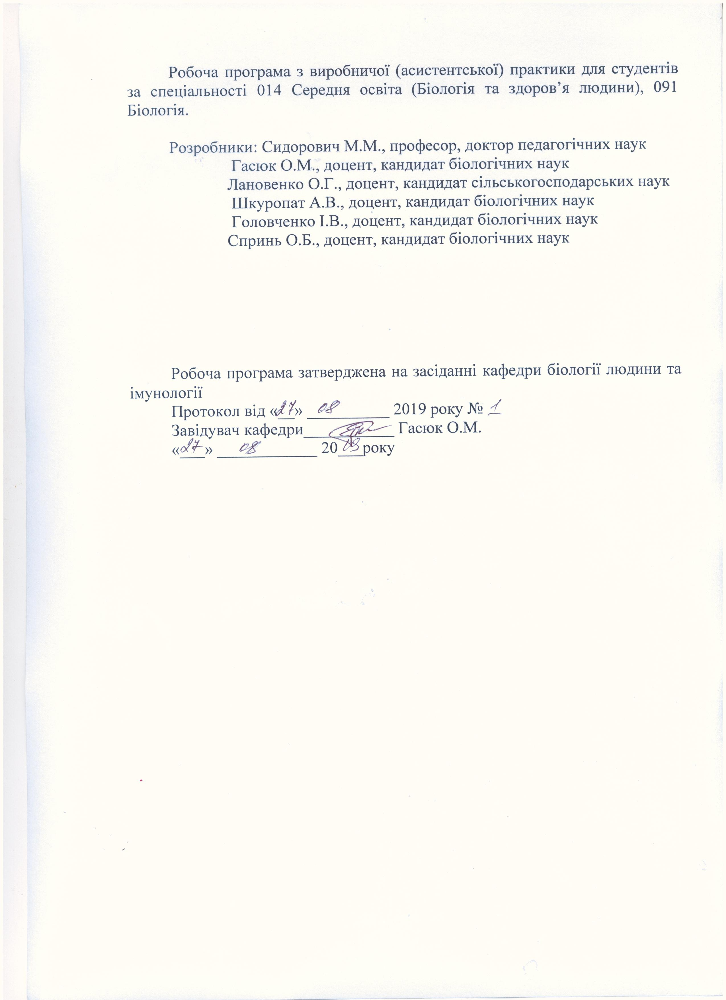 Робоча програма з виробничої (асистентської) практики для студентів
за спеціальності 014 Середня освіта (Біологія та здоров’я людини), 091
Біологія.
Розробники: Сидорович М.М., професор, доктор педагогічних наук
Гасюк О.М., доцент, кандидат біологічних наук
Лановенко О.Г., доцент, кандидат сільськогосподарських наук
Шкуропат А.В., доцент, кандидат біологічних наук
Головченко І.В., доцент, кандидат біологічних наук
Спринь О.Б., доцент, кандидат біологічних наук
Робоча програма затверджена на засіданні кафедри біології людини та
імунології
Протокол від «27» 08 2019 року № 1
Завідувач кафедри Гасюк О.М.
«27» 08 2019 року